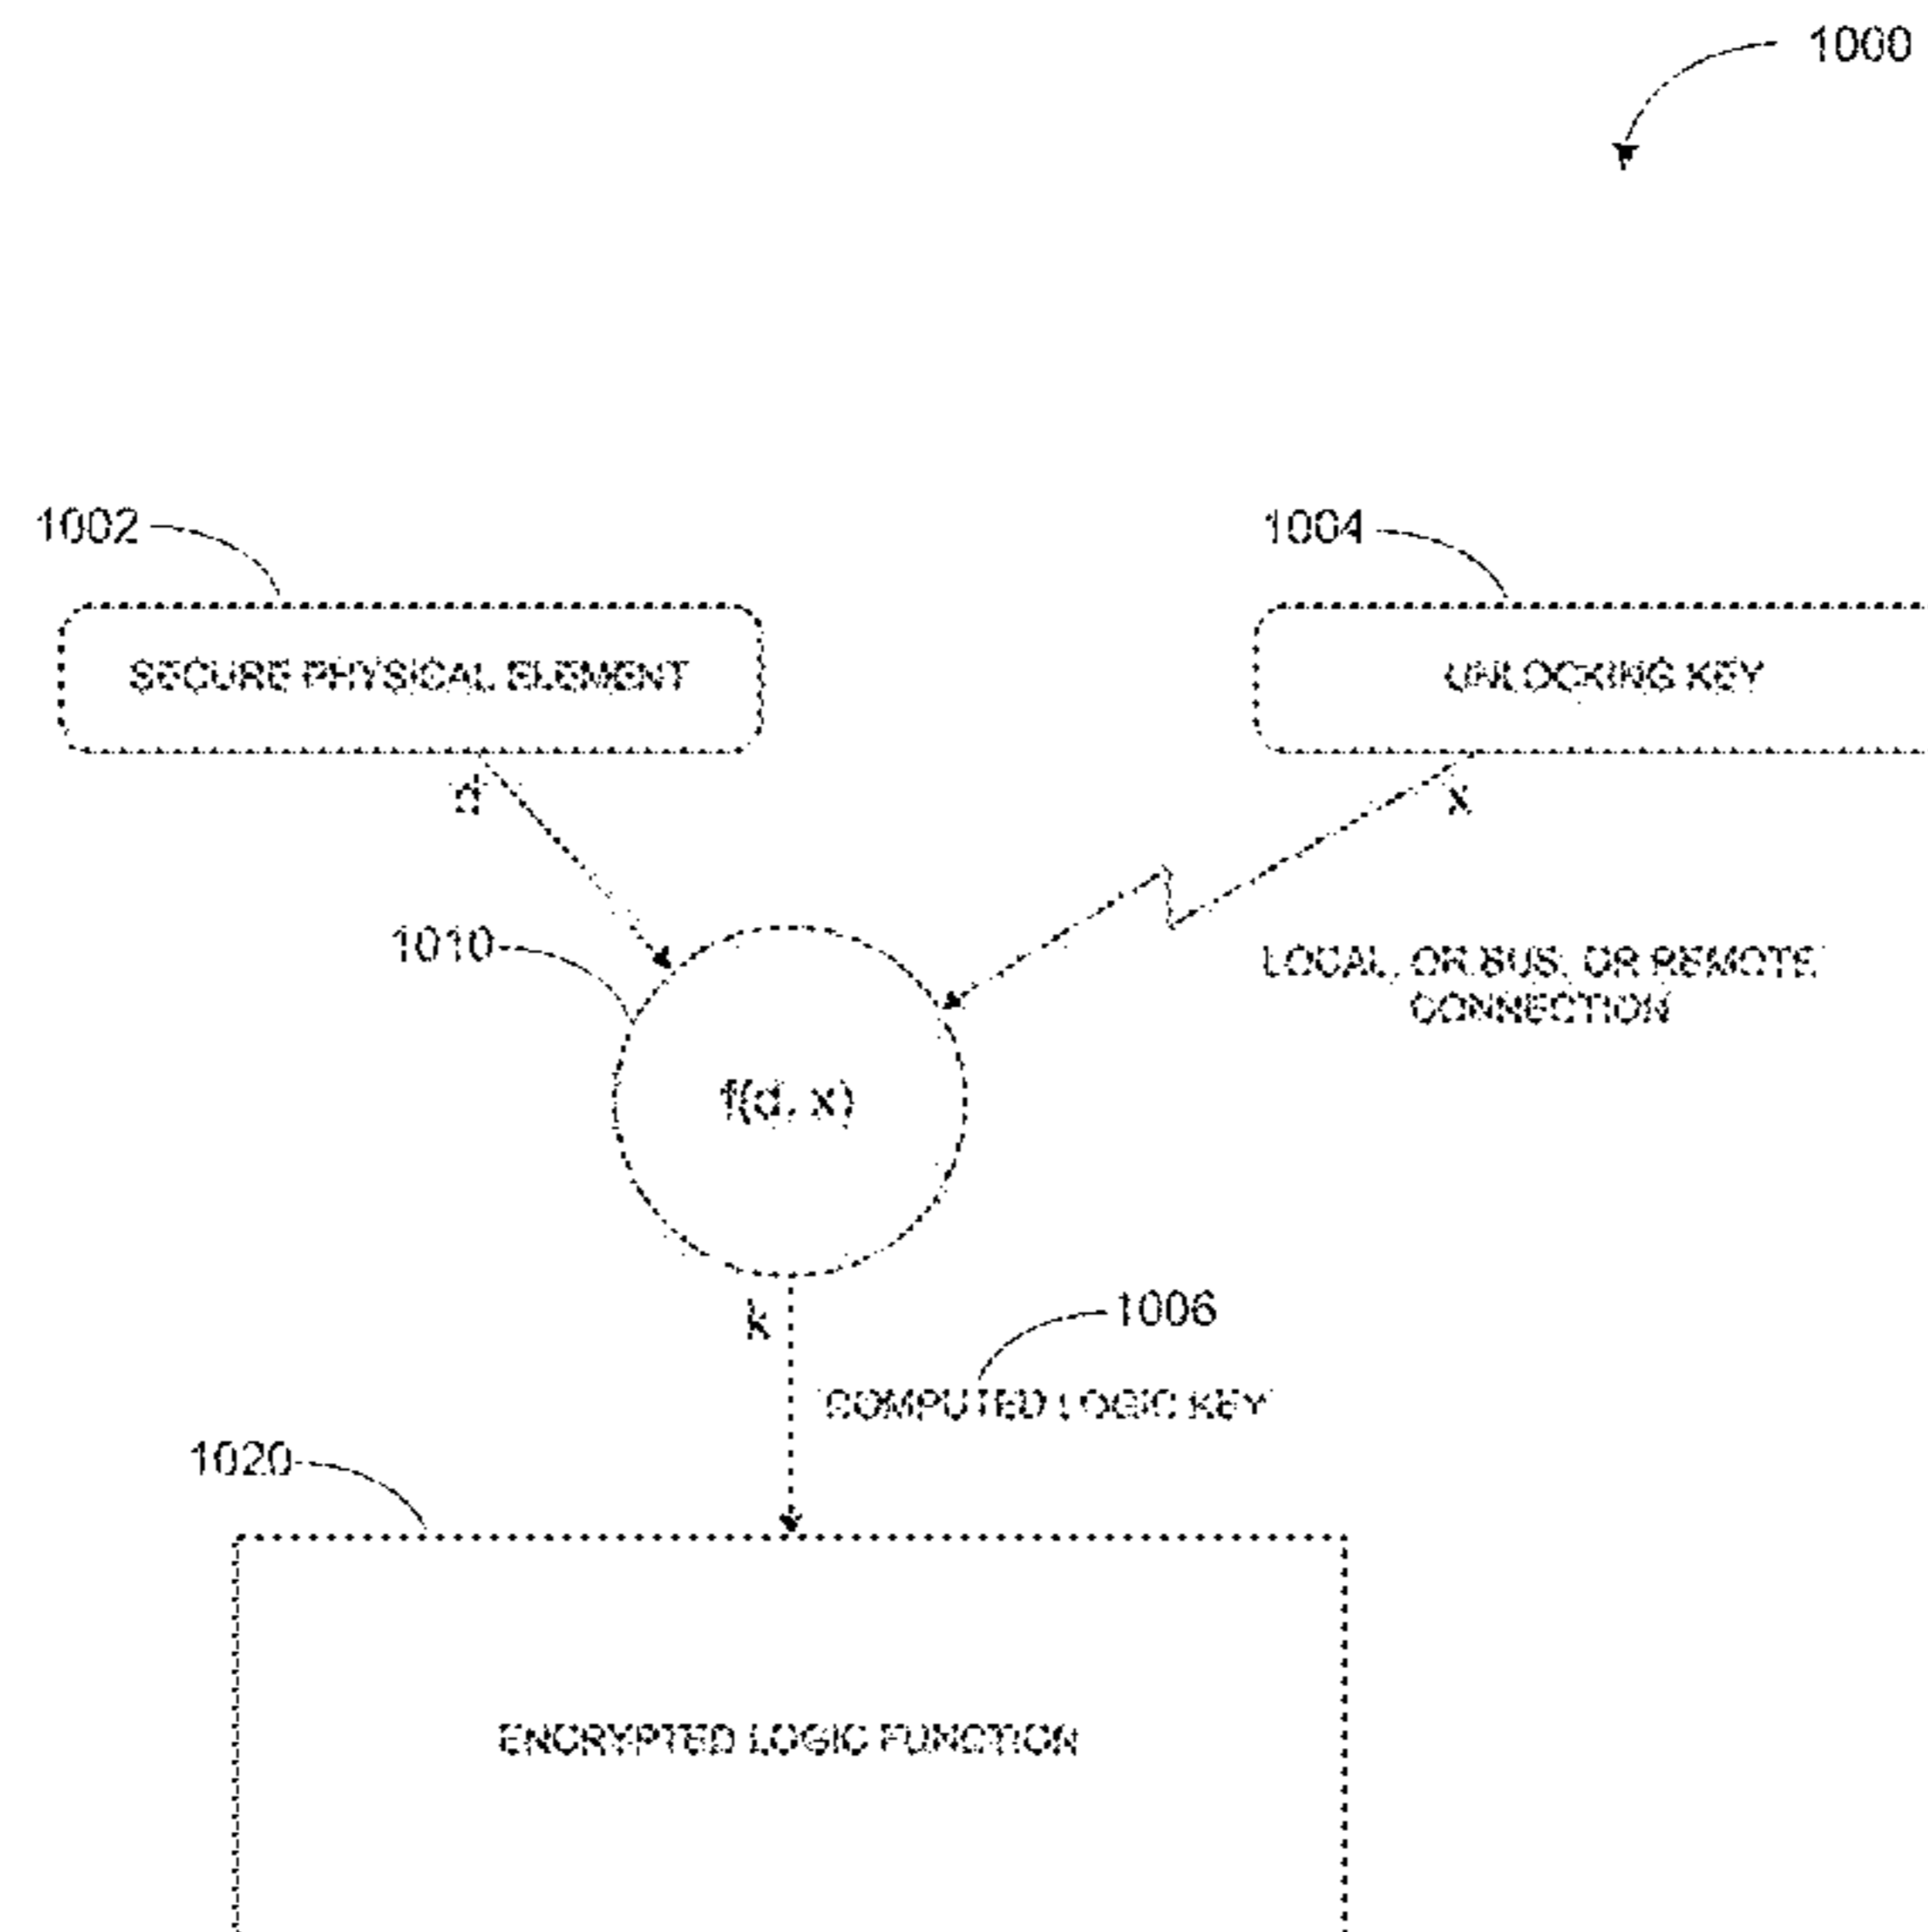 1000
1002
1004
SECURE PHYSICAL ELEMENT
UNLOCKING KEY
d
x
1010
LOCAL, OR BUS, OR REMOTE
CONNECTION
f(d, x)
k
1006
COMPUTED LOGIC KEY
1020
ENCRYPTED LOGIC FUNCTION